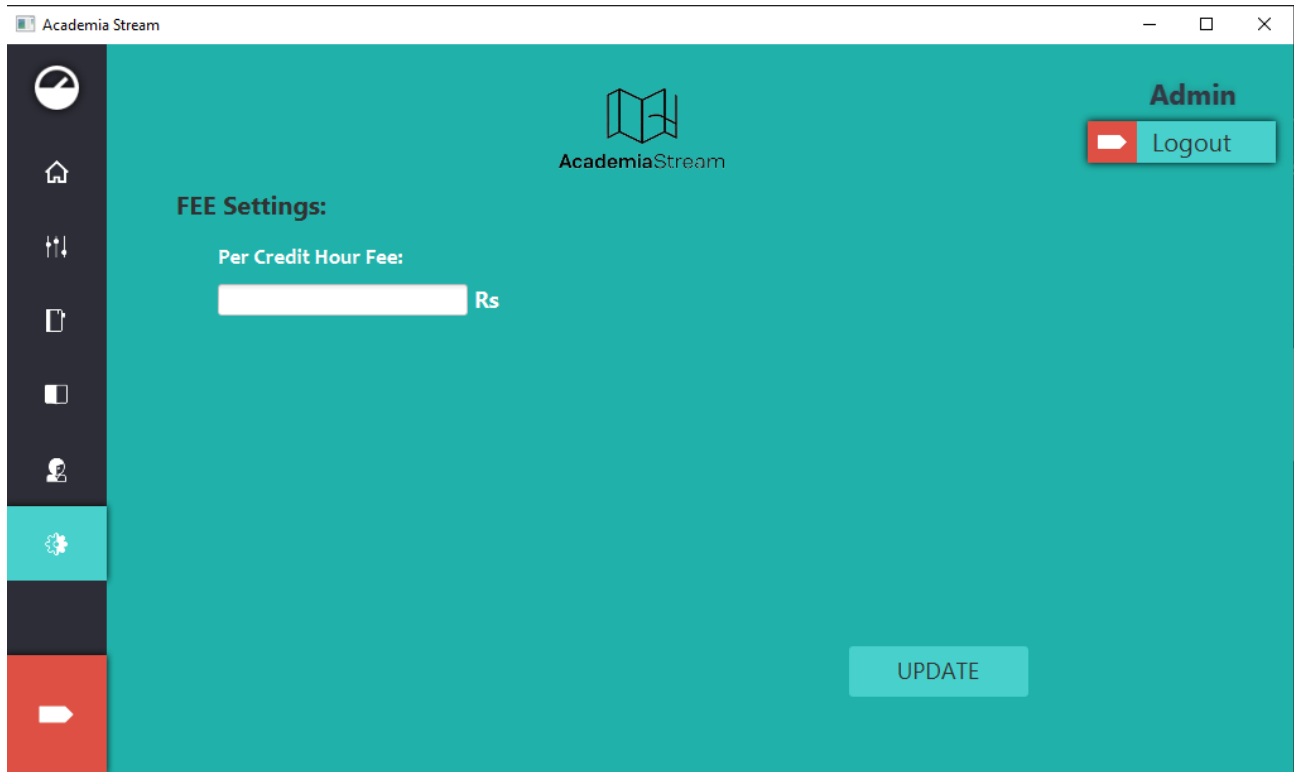 Academia Stream
AcademiaStream
Admin
Logout
FEE Settings:
Per Credit Hour Fee:
Rs
UPDATE